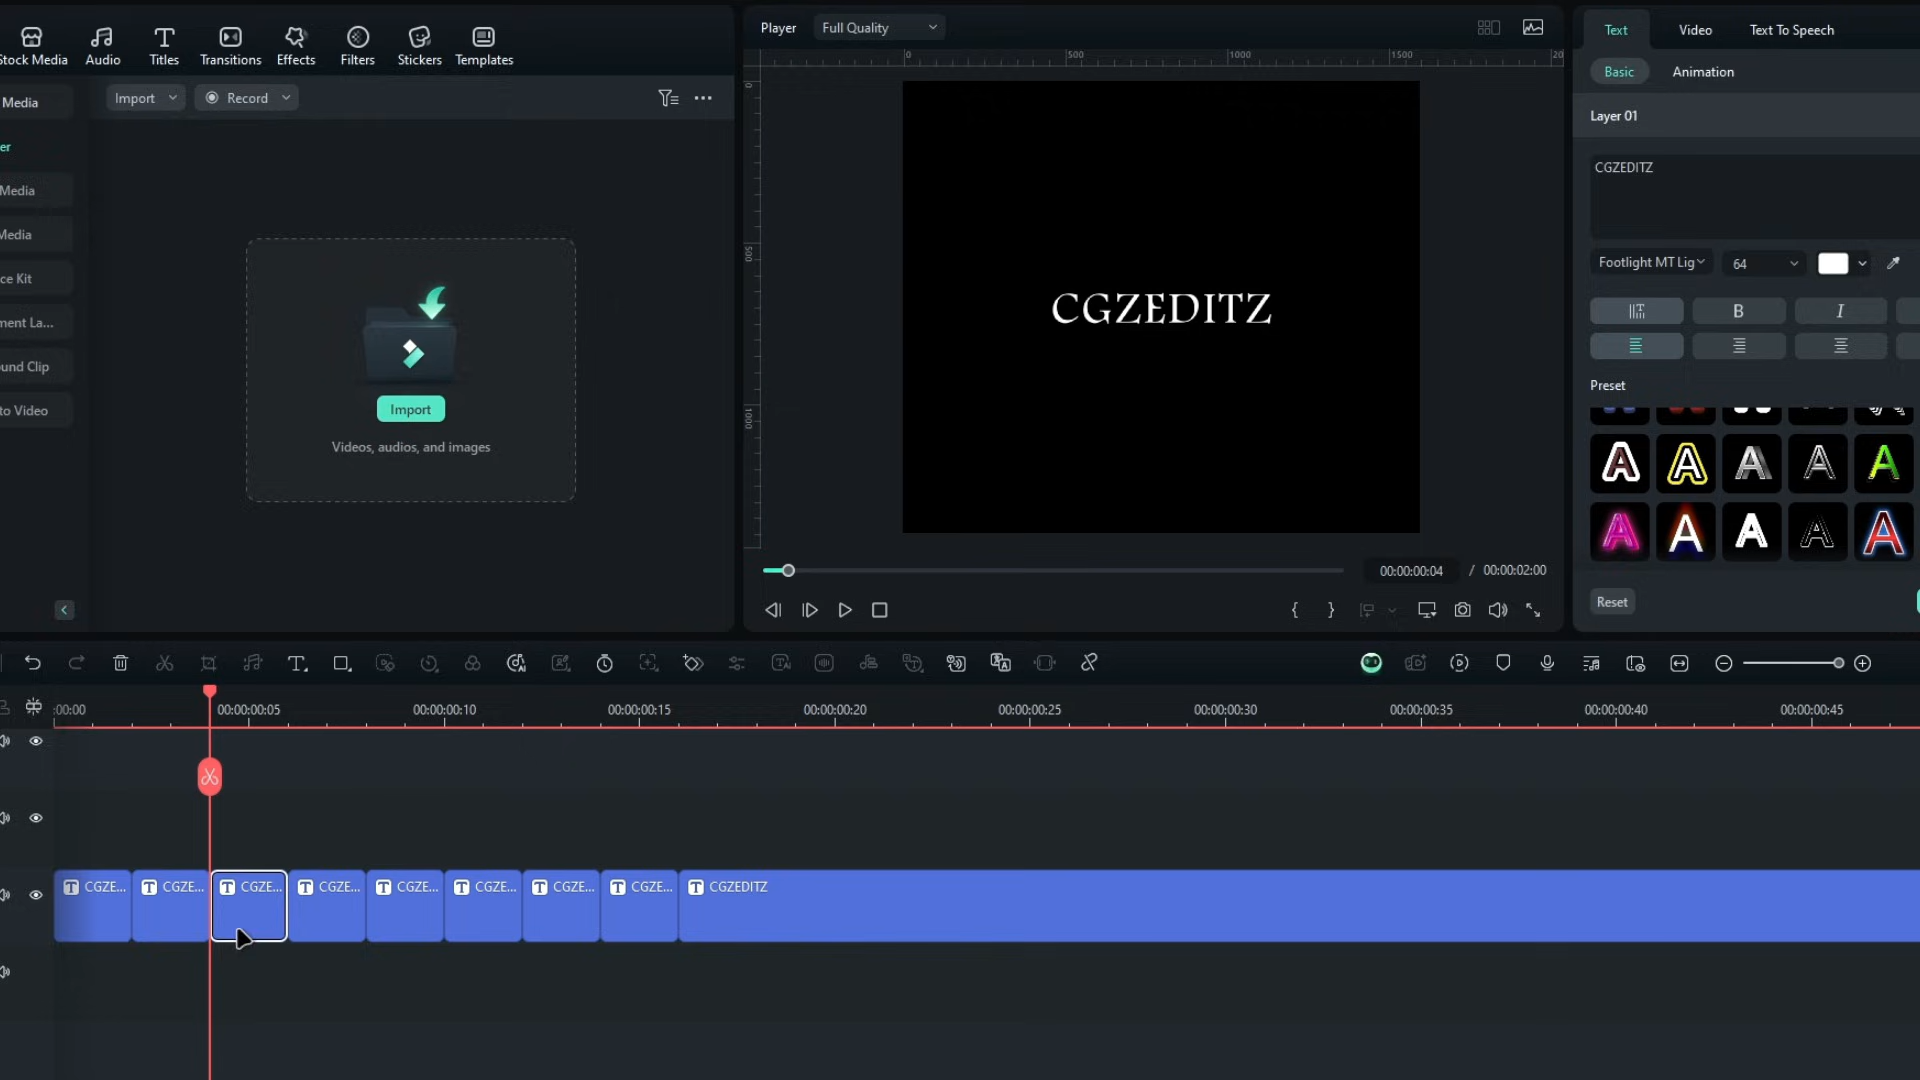 Stock Media
Audio
Titles
Transitions
Effects
Filters
Stickers
Templates
Media
er
Media
Media
ce Kit
ment La...
und Clip
to Video
Import
Record
Import
Videos, audios, and images
Player
Full Quality
0
500
1000
1500
20
0
500
1000
CGZEDITZ
00:00:00:04 / 00:00:02:00
Text
Video
Text To Speech
Basic
Animation
Layer 01
CGZEDITZ
Footlight MT Lig
64
B
I
Preset
A A A A A
A A A A A
Reset
:00:00
00:00:00:05
00:00:00:10
00:00:00:15
00:00:00:20
00:00:00:25
00:00:00:30
00:00:00:35
00:00:00:40
00:00:00:45
T CGZE...
T CGZE...
T CGZE...
T CGZE...
T CGZE...
T CGZE...
T CGZE...
T CGZE...
T CGZEDITZ